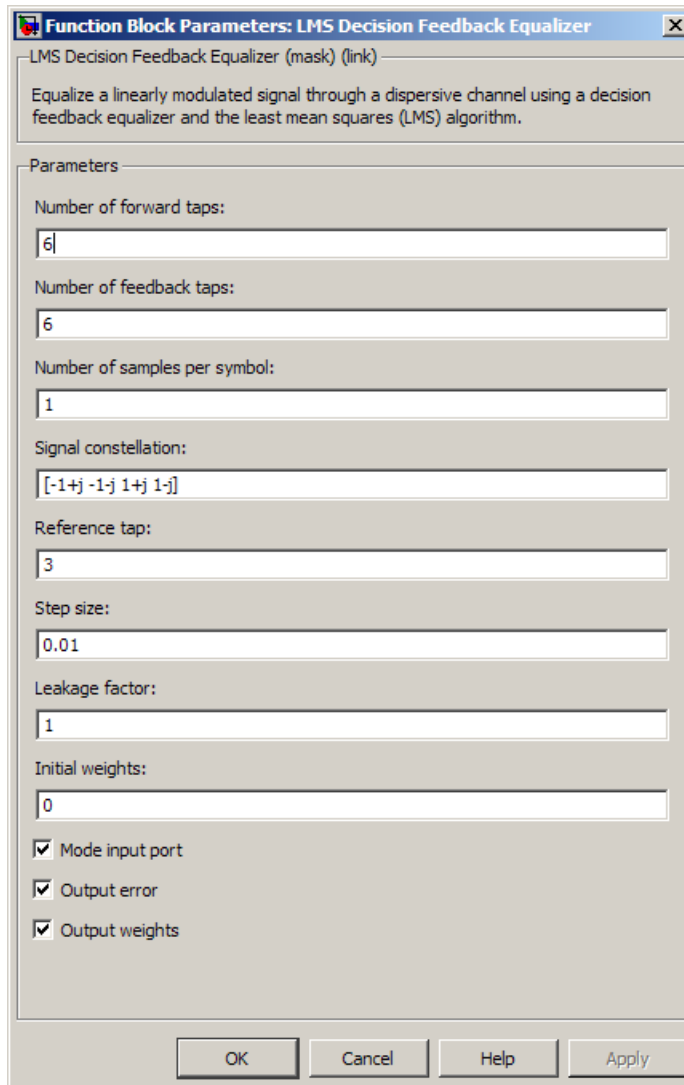 Function Block Parameters: LMS Decision Feedback Equalizer
LMS Decision Feedback Equalizer (mask) (link)
Equalize a linearly modulated signal through a dispersive channel using a decision
feedback equalizer and the least mean squares (LMS) algorithm.
Parameters
Number of forward taps:
6
Number of feedback taps:
6
Number of samples per symbol:
1
Signal constellation:
[-1+j -1-j 1+j 1-j]
Reference tap:
3
Step size:
0.01
Leakage factor:
1
Initial weights:
0
Mode input port
Output error
Output weights
OK Cancel Help Apply